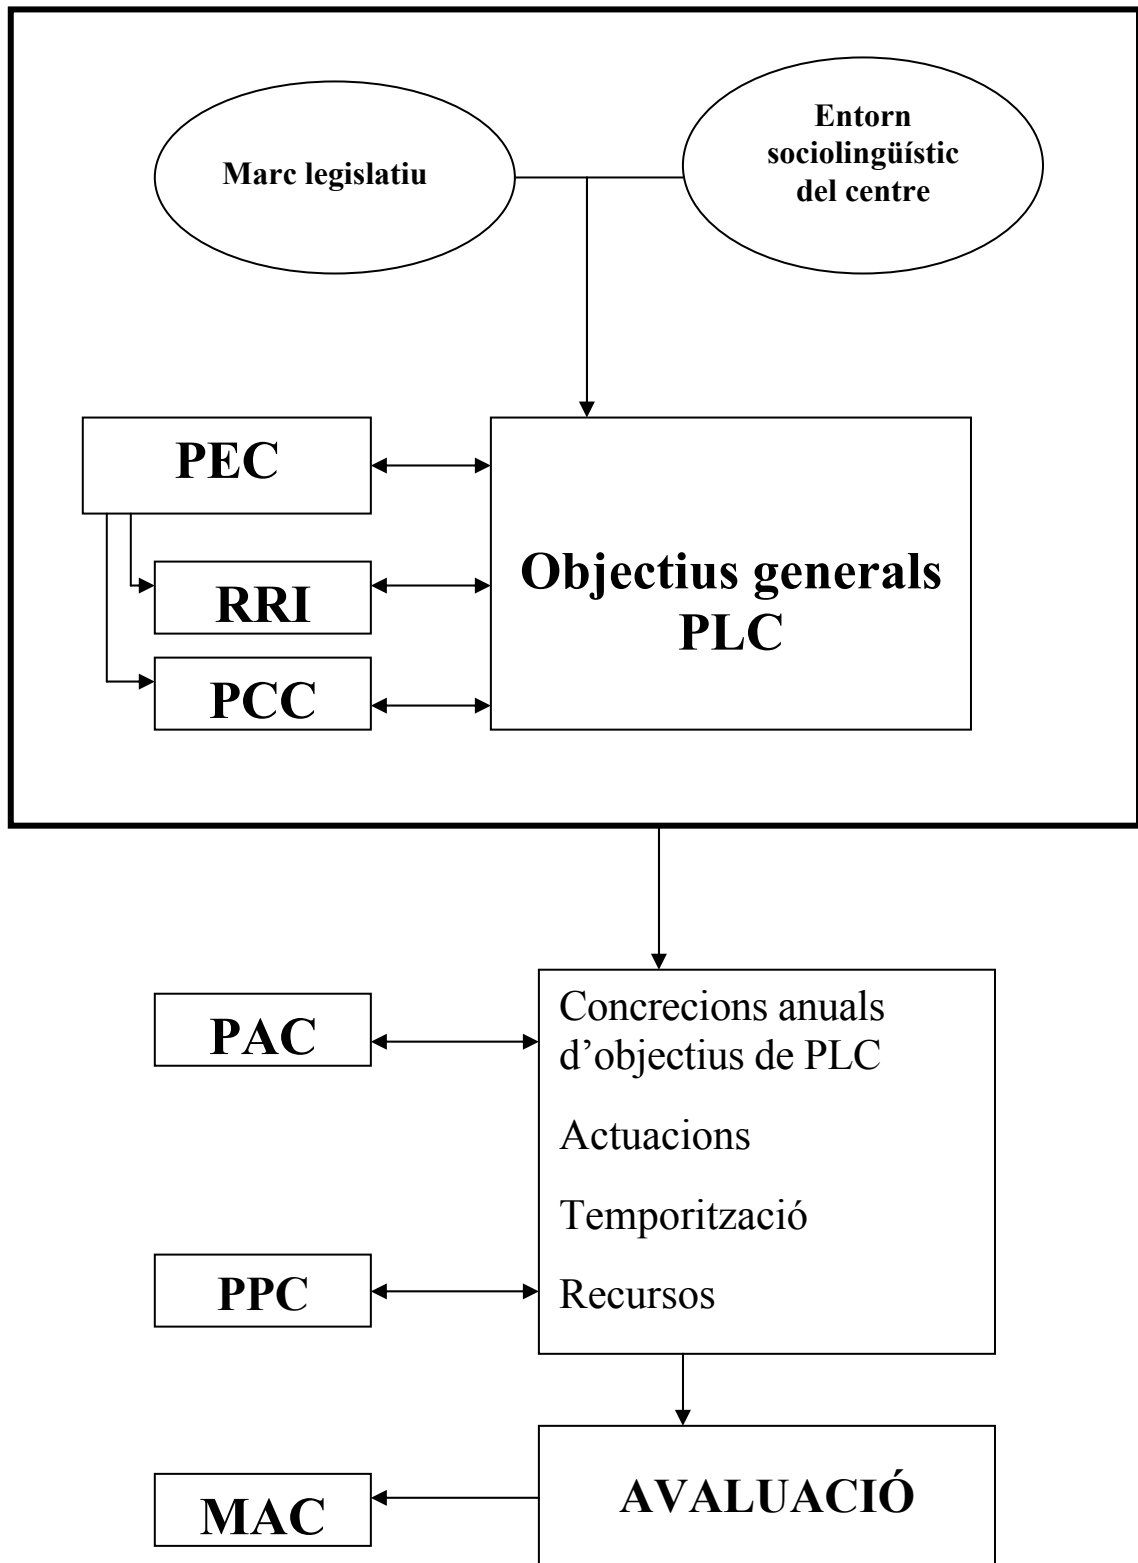 Marc legislatiu
Entorn
sociolingüístic
del centre
PEC
RRI
PCC
Objectius generals
PLC
PAC
Concrecions anuals
d’objectius de PLC
Actuacions
Temporització
Recursos
PPC
AVALUACIÓ
MAC